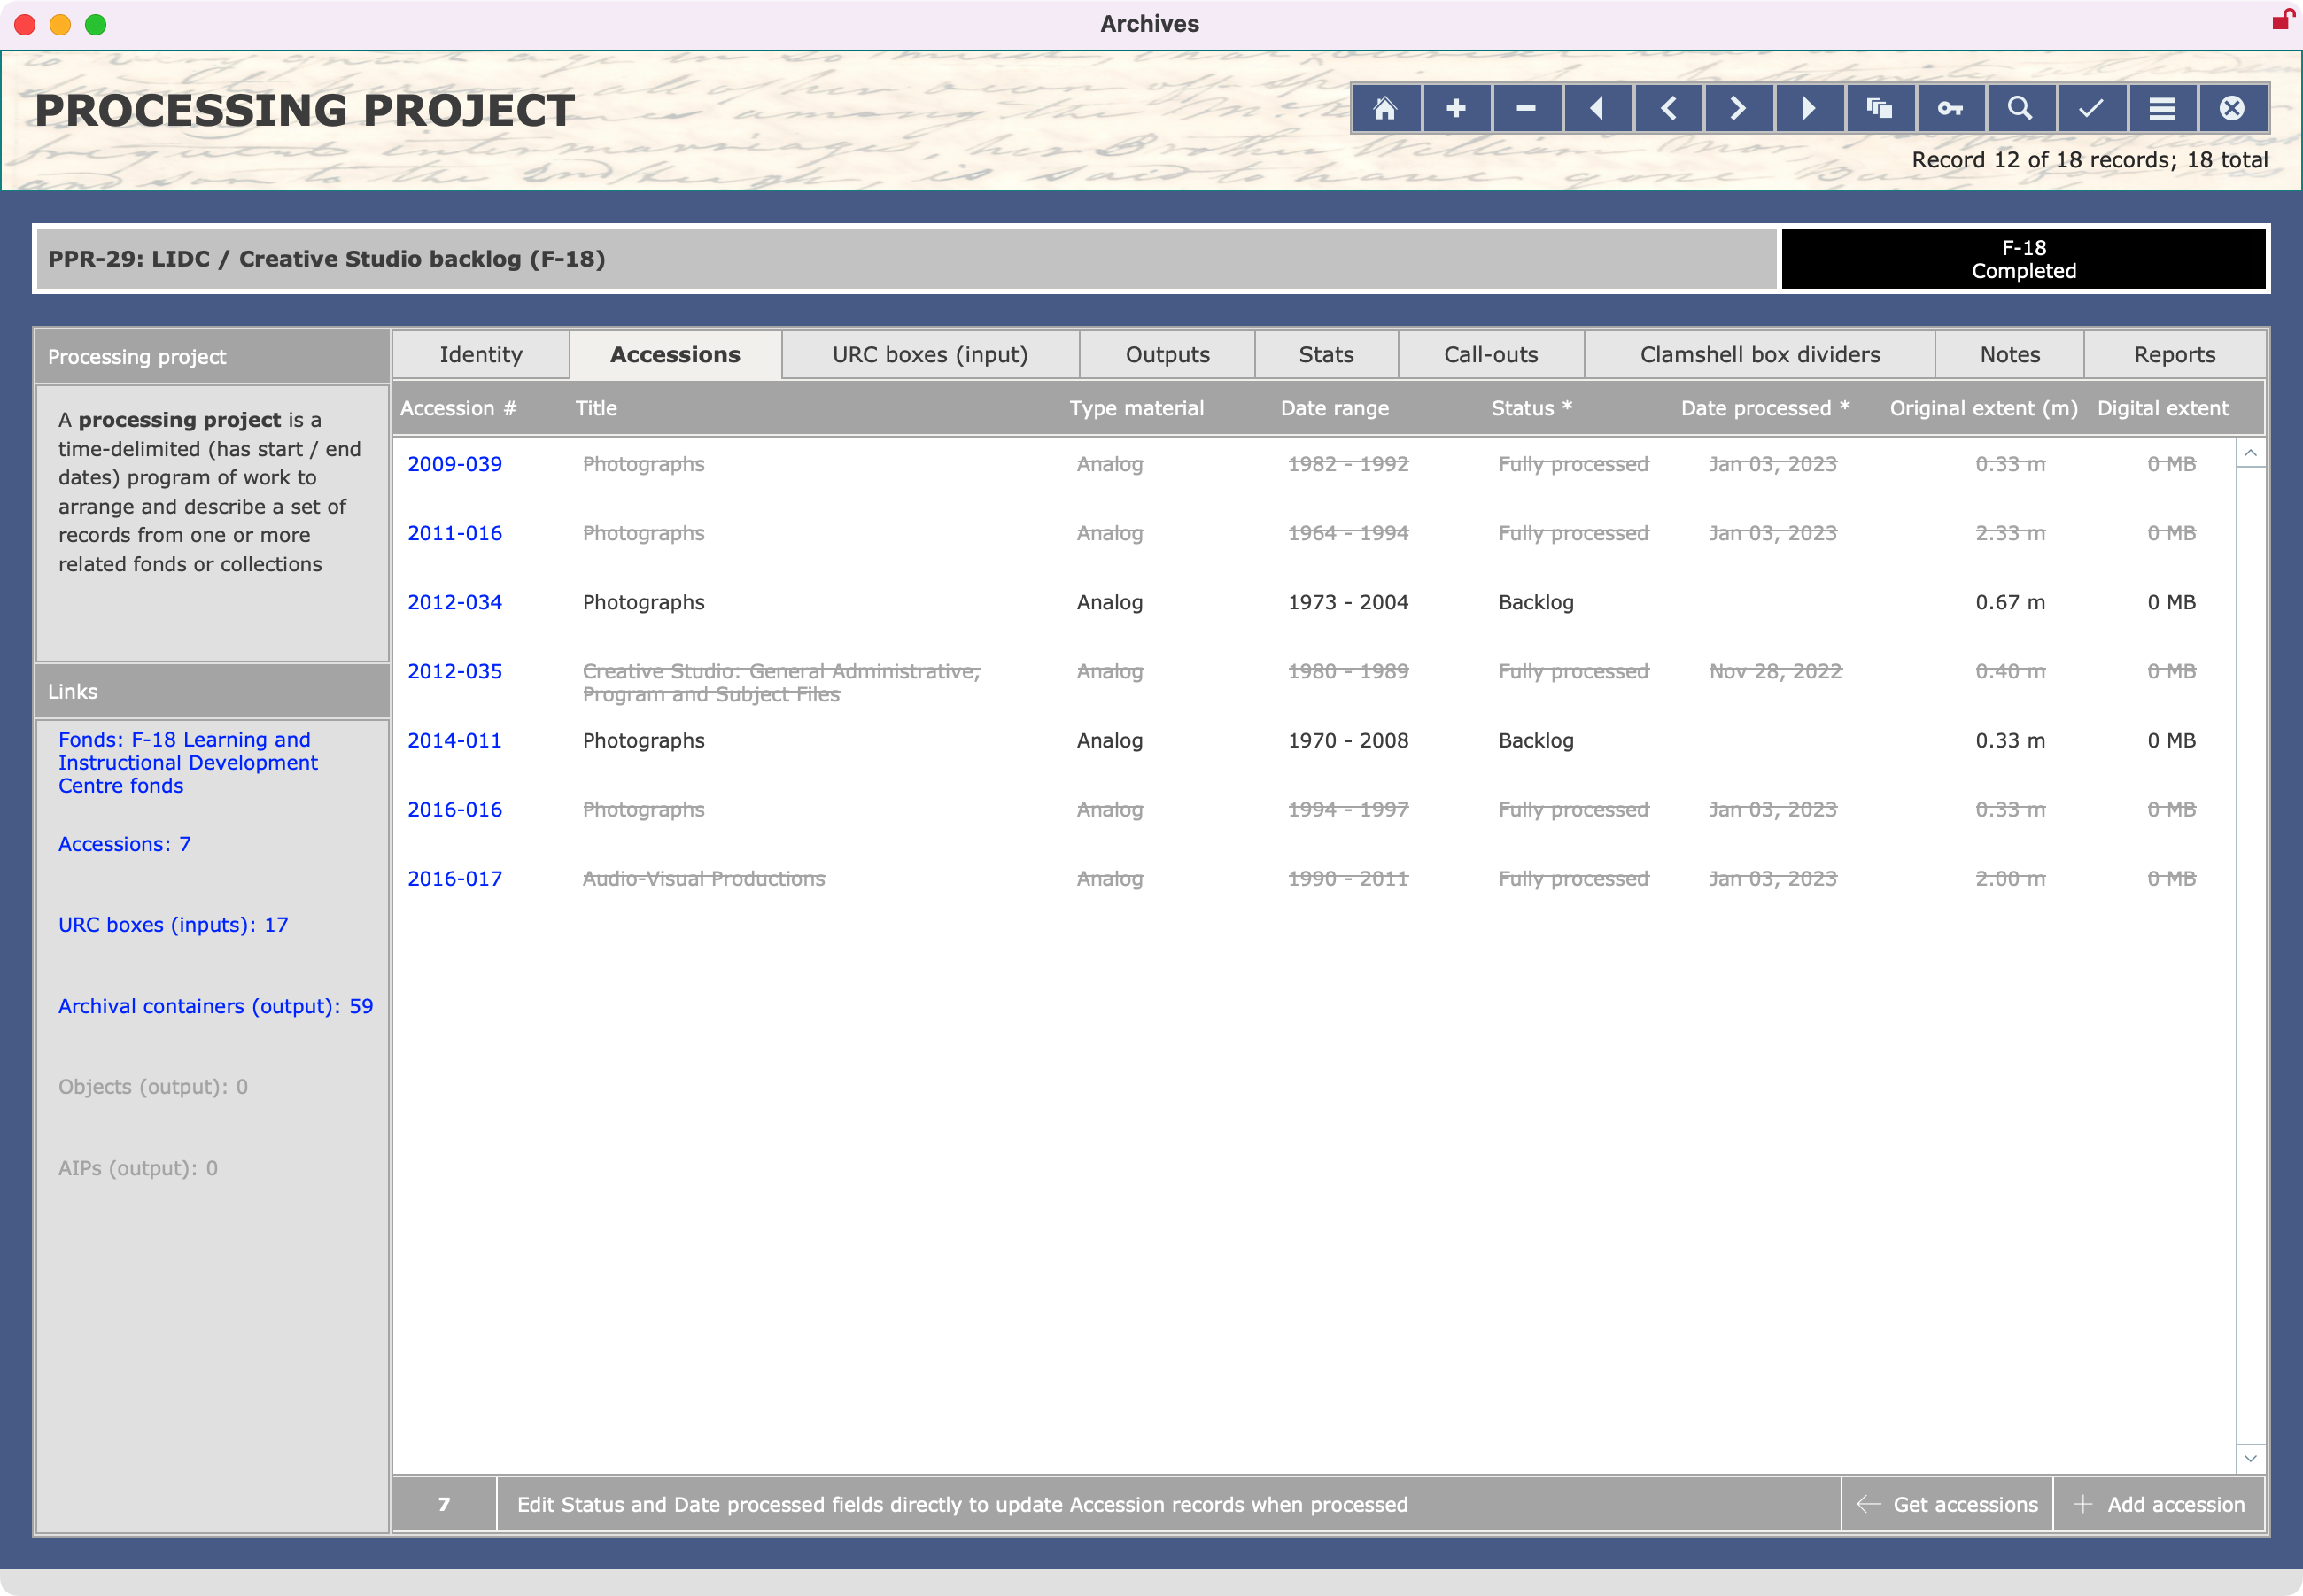 Archives
PROCESSING PROJECT
Record 12 of 18 records; 18 total
PPR-29: LIDC / Creative Studio backlog (F-18)
F-18
Completed
Processing project
A processing project is a
time-delimited (has start / end
dates) program of work to
arrange and describe a set of
records from one or more
related fonds or collections
Links
Fonds: F-18 Learning and
Instructional Development
Centre fonds
Accessions: 7
URC boxes (inputs): 17
Archival containers (output): 59
Objects (output): 0
AIPs (output): 0
Identity Accessions URC boxes (input) Outputs Stats Call-outs Clamshell box dividers Notes Reports
Accession # Title Type material Date range Status * Date processed * Original extent (m) Digital extent
2009-039 Photographs Analog 1982 - 1992 Fully processed Jan 03, 2023 0.33 m 0 MB
2011-016 Photographs Analog 1964 - 1994 Fully processed Jan 03, 2023 2.33 m 0 MB
2012-034 Photographs Analog 1973 - 2004 Backlog 0.67 m 0 MB
2012-035 Creative Studio: General Administrative, Analog 1980 - 1989 Fully processed Nov 28, 2022 0.40 m 0 MB
Program and Subject Files
2014-011 Photographs Analog 1970 - 2008 Backlog 0.33 m 0 MB
2016-016 Photographs Analog 1994 - 1997 Fully processed Jan 03, 2023 0.33 m 0 MB
2016-017 Audio-Visual Productions Analog 1990 - 2011 Fully processed Jan 03, 2023 2.00 m 0 MB
7 Edit Status and Date processed fields directly to update Accession records when processed Get accessions Add accession